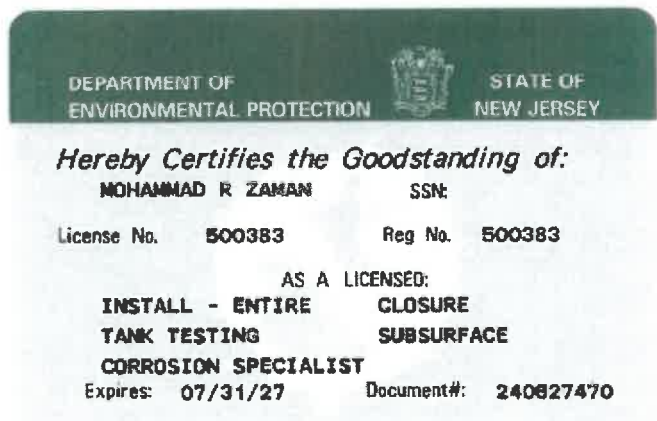 DEPARTMENT OF
ENVIRONMENTAL PROTECTION
STATE OF
NEW JERSEY
Hereby Certifies the Goodstanding of:
MOHAMMAD R ZAMAN SSN:
License No. 500383 Reg No. 500383
AS A LICENSED:
INSTALL - ENTIRE CLOSURE
TANK TESTING SUBSURFACE
CORROSION SPECIALIST
Expires: 07/31/27 Document#: 240827470